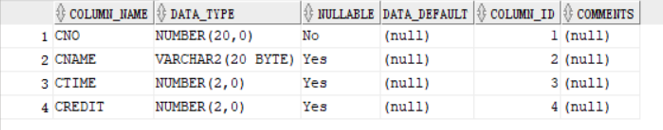 COLUMN_NAME DATA_TYPE NULLABLE DATA_DEFAULT COLUMN_ID COMMENTS
1 CNO NUMBER(20,0) No (null) 1 (null)
2 CNAME VARCHAR2(20 BYTE) Yes (null) 2 (null)
3 CTIME NUMBER(2,0) Yes (null) 3 (null)
4 CREDIT NUMBER(2,0) Yes (null) 4 (null)